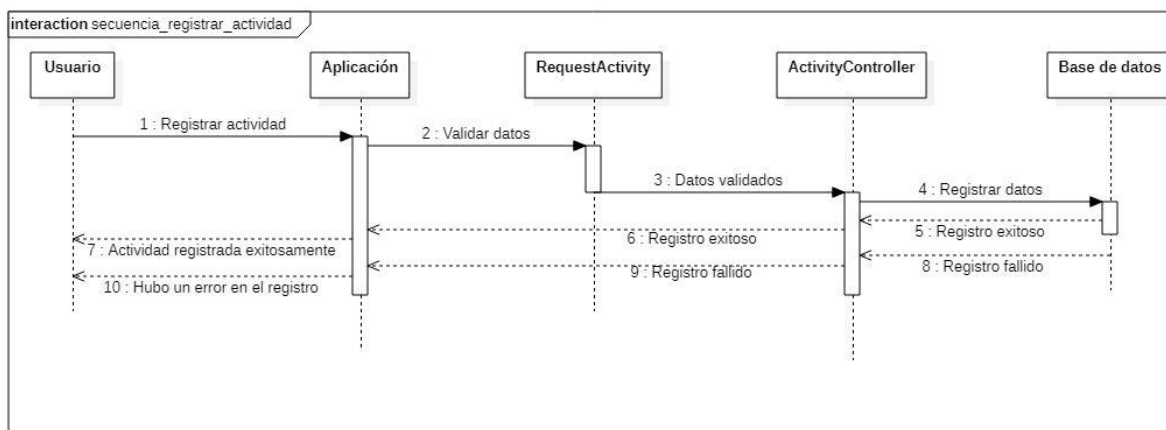 interaction secuencia_registrar_actividad
Usuario
Aplicación
RequestActivity
ActivityController
Base de datos
1 : Registrar actividad
2 : Validar datos
3 : Datos validados
4 : Registrar datos
5 : Registro exitoso
6 : Registro exitoso
7 : Actividad registrada exitosamente
8 : Registro fallido
9 : Registro fallido
10 : Hubo un error en el registro